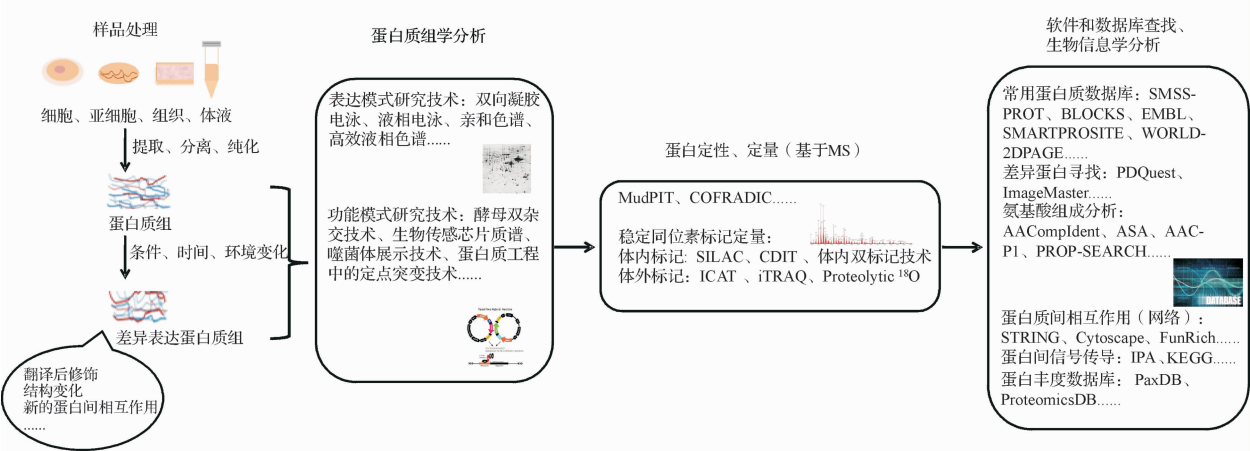 样品处理
细胞、亚细胞、组织、体液
提取、分离、纯化
蛋白质组
条件、时间、环境变化
差异表达蛋白质组
翻译后修饰
结构变化
新的蛋白间相互作用
......
蛋白质组学分析
表达模式研究技术：双向凝胶
电泳、液相电泳、亲和色谱、
高效液相色谱......
功能模式研究技术：酵母双杂
交技术、生物传感芯片质谱、
噬菌体展示技术、蛋白质工程
中的定点突变技术......
蛋白定性、定量（基于MS）
MudPIT、COFRADIC......
稳定同位素标记定量：
体内标记: SILAC、CDIT 、体内双标记技术
体外标记：ICAT 、iTRAQ、Proteolytic ¹⁸O
软件和数据库查找、
生物信息学分析
常用蛋白质数据库：SMSS-
PROT、BLOCKS、EMBL、
SMARTPROSITE、WORLD-
2DPAGE......
差异蛋白寻找：PDQuest、
ImageMaster......
氨基酸组成分析：
AACompIdent、ASA、AAC-
P1、PROP-SEARCH......
DATABASE
蛋白质间相互作用（网络）：
STRING、Cytoscape、FunRich......
蛋白间信号传导：IPA、KEGG......
蛋白丰度数据库：PaxDB、
ProteomicsDB......